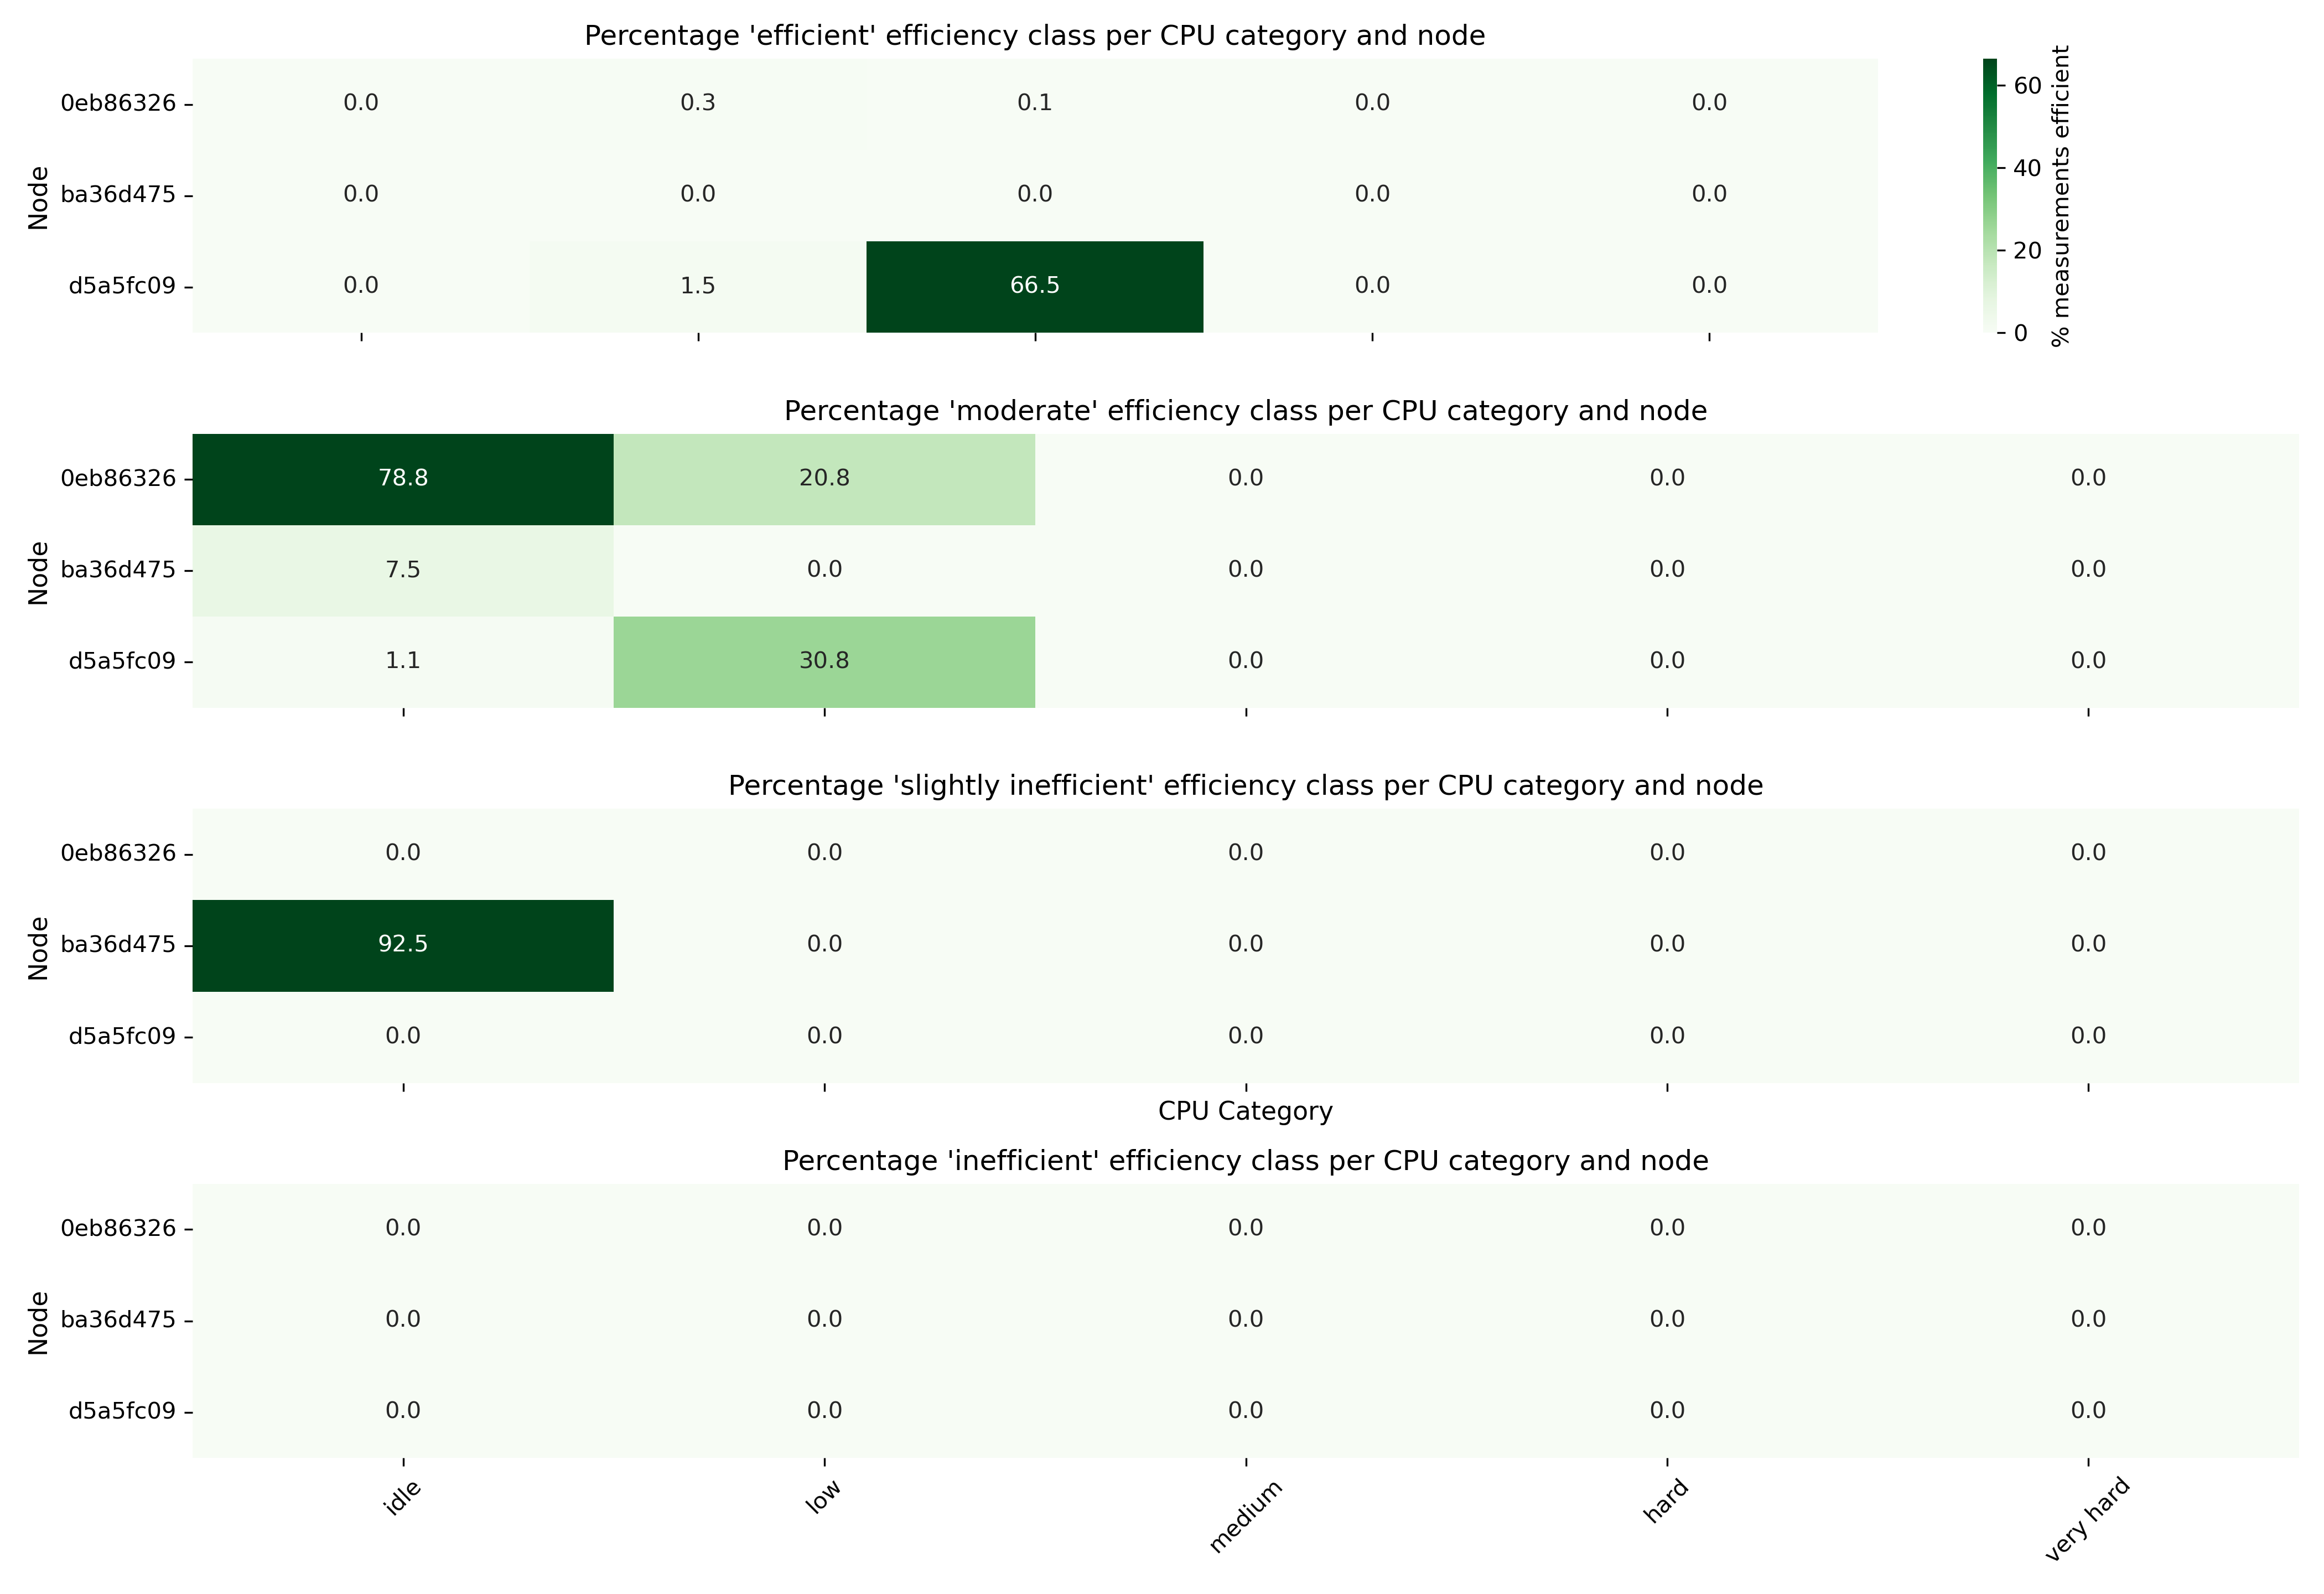 Percentage 'efficient' efficiency class per CPU category and node
Node
0eb86326 0.0 0.3 0.1 0.0 0.0
ba36d475 0.0 0.0 0.0 0.0 0.0
d5a5fc09 0.0 1.5 66.5 0.0 0.0
60
40
20
0
% measurements efficient
Percentage 'moderate' efficiency class per CPU category and node
Node
0eb86326 78.8 20.8 0.0 0.0 0.0
ba36d475 7.5 0.0 0.0 0.0 0.0
d5a5fc09 1.1 30.8 0.0 0.0 0.0
Percentage 'slightly inefficient' efficiency class per CPU category and node
Node
0eb86326 0.0 0.0 0.0 0.0 0.0
ba36d475 92.5 0.0 0.0 0.0 0.0
d5a5fc09 0.0 0.0 0.0 0.0 0.0
CPU Category
Percentage 'inefficient' efficiency class per CPU category and node
Node
0eb86326 0.0 0.0 0.0 0.0 0.0
ba36d475 0.0 0.0 0.0 0.0 0.0
d5a5fc09 0.0 0.0 0.0 0.0 0.0
idle low medium hard very hard